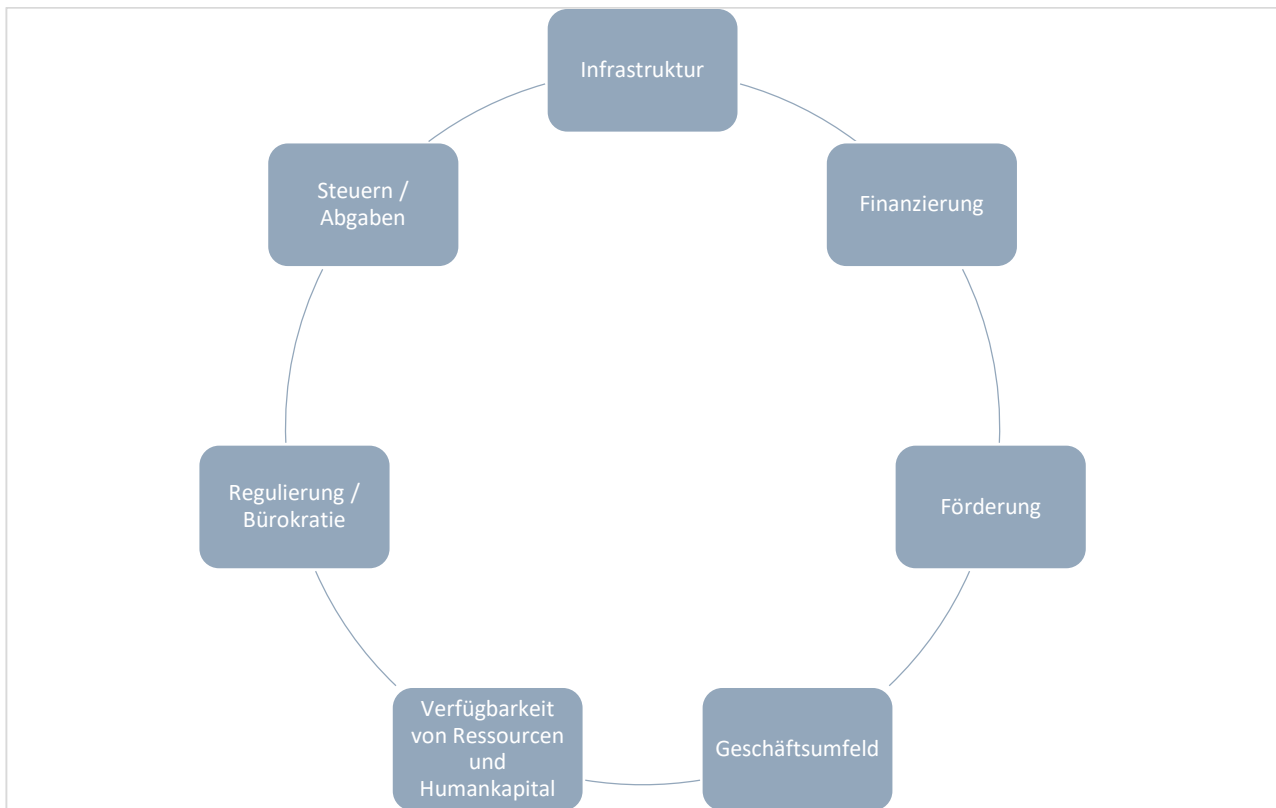 Infrastruktur
Finanzierung
Förderung
Geschäftsumfeld
Verfügbarkeit
von Ressourcen
und
Humankapital
Regulierung /
Bürokratie
Steuern /
Abgaben